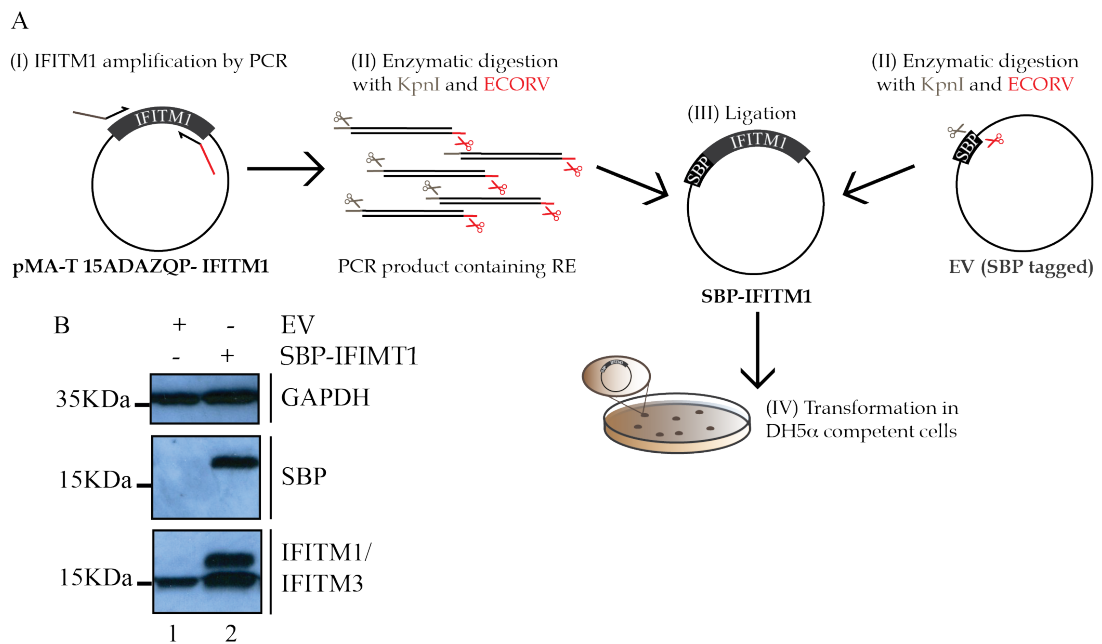 A
(I) IFITM1 amplification by PCR
IFITM1
pMA-T 15ADAZQP- IFITM1
(II) Enzymatic digestion
with KpnI and ECORV
PCR product containing RE
(III) Ligation
IFITM1
SBP
SBP-IFITM1
(II) Enzymatic digestion
with KpnI and ECORV
SBP
EV (SBP tagged)
(IV) Transformation in
DH5α competent cells
B
+ - EV
- + SBP-IFIMT1
35KDa GAPDH
15KDa SBP
IFITM1/
15KDa IFITM3
1 2